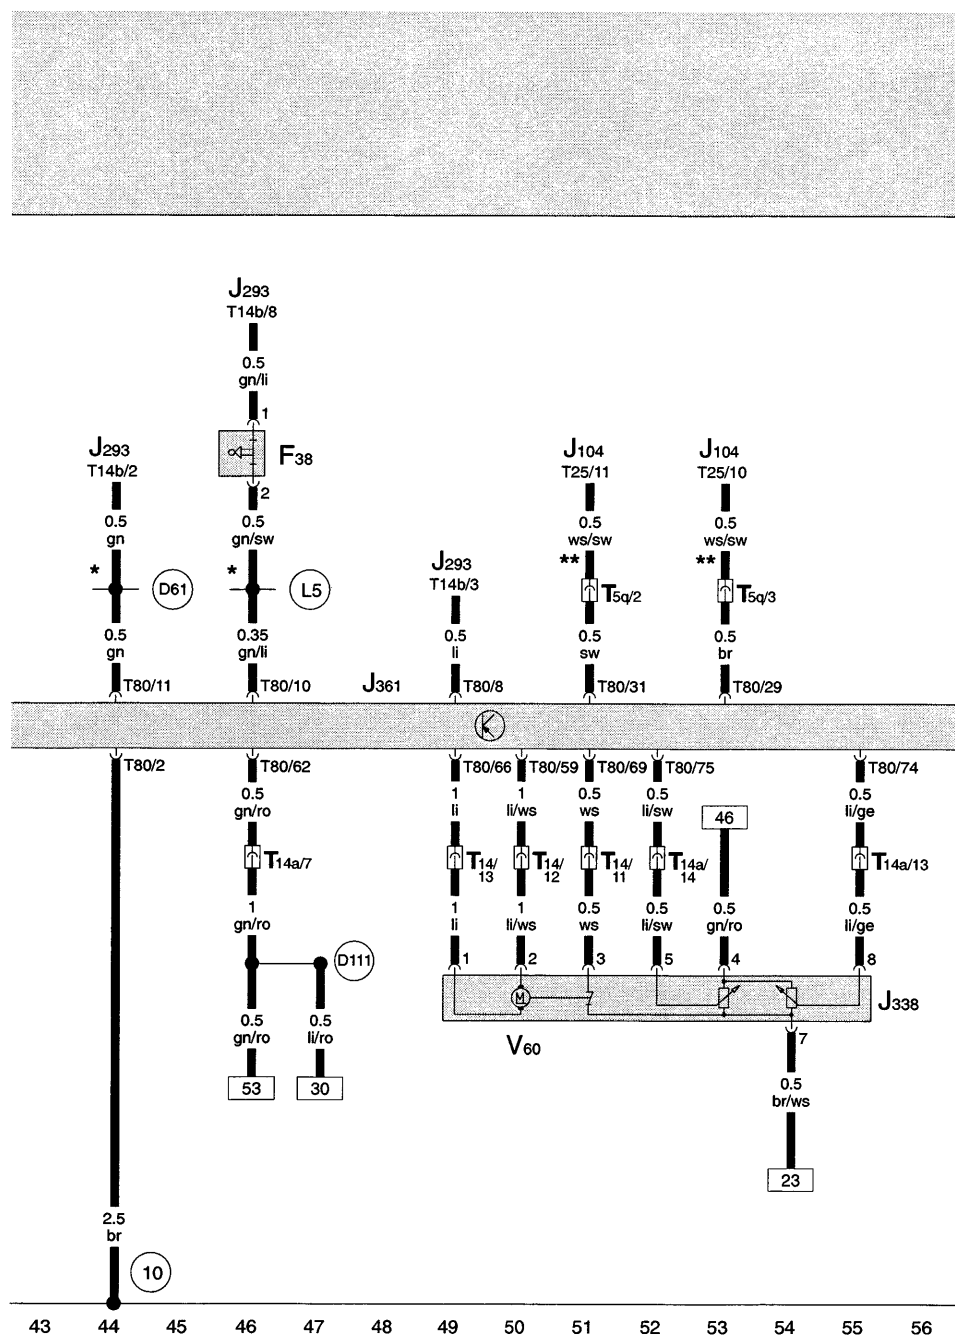 J293
T14b/8
0.5
gn/li
1
F38
2
0.5
gn/sw
*
L5
0.35
gn/li
T80/10
J293
T14b/2
0.5
gn
*
D61
0.5
gn
T80/11
J361
J293
T14b/3
0.5
li
T80/8
J104
T25/11
0.5
ws/sw
**
T5q/2
0.5
sw
T80/31
J104
T25/10
0.5
ws/sw
**
T5q/3
0.5
br
T80/29
T80/2
T80/62
T80/66
T80/59
T80/69
T80/75
T80/74
0.5
gn/ro
T14a/7
1
gn/ro
D111
0.5
gn/ro
53
0.5
li/ro
30
1
li
T14/
13
1
li
1
1
li/ws
T14/
12
1
li/ws
2
0.5
ws
T14/
11
0.5
ws
3
0.5
li/sw
T14a/
14
0.5
li/sw
5
46
0.5
gn/ro
4
0.5
li/ge
T14a/13
0.5
li/ge
8
M
J338
V60
7
0.5
br/ws
23
2.5
br
10
43 44 45 46 47 48 49 50 51 52 53 54 55 56